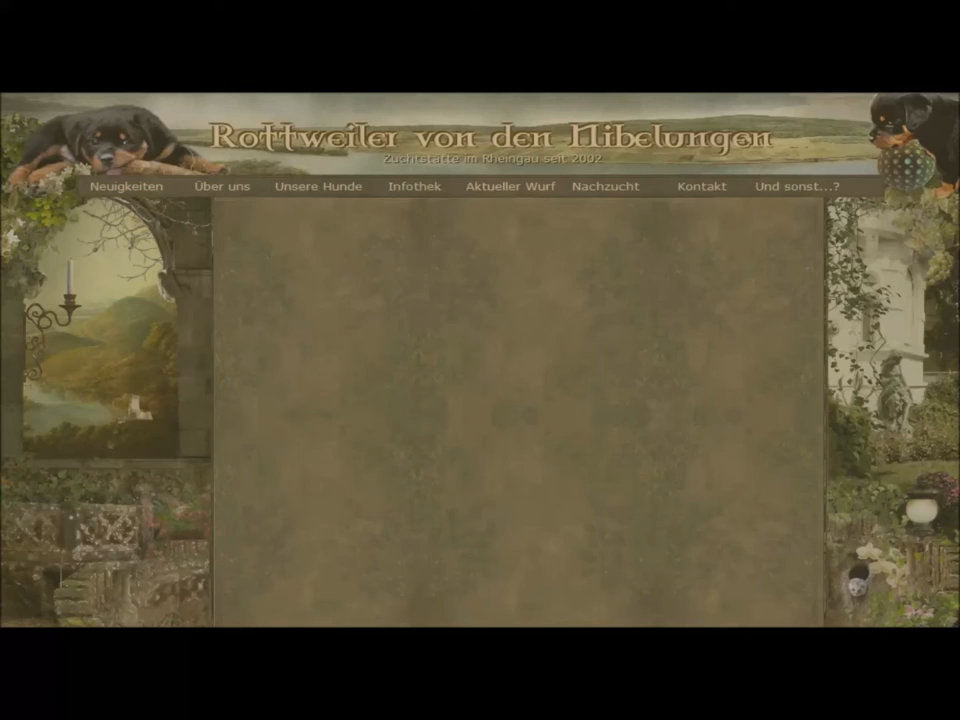 Rottweiler von den Nibelungen
Zuchtstätte im Rheingau seit 2002
Neuigkeiten Über uns Unsere Hunde Infothek Aktueller Wurf Nachzucht Kontakt Und sonst...?